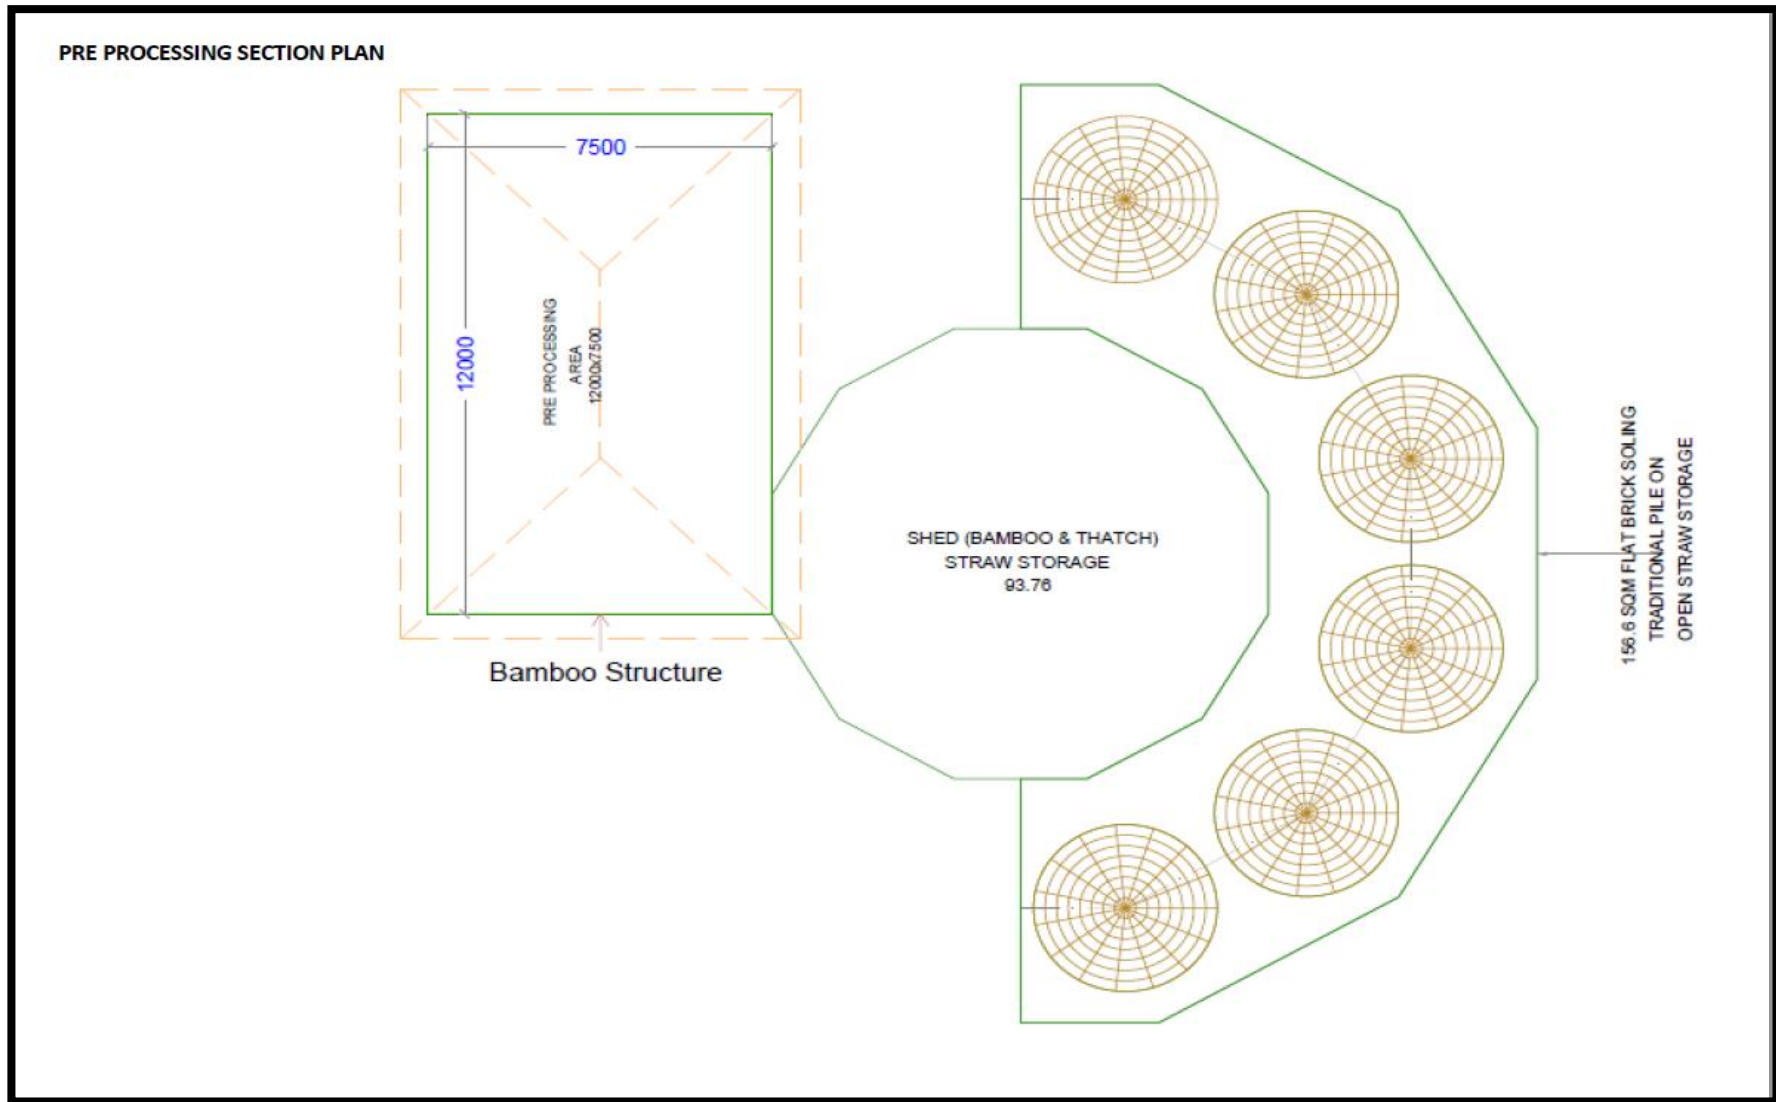 PRE PROCESSING SECTION PLAN
7500
12000
PRE PROCESSING
AREA
12000x7500
Bamboo Structure
SHED (BAMBOO & THATCH)
STRAW STORAGE
93.76
156.6 SQM FLAT BRICK SOLING
TRADITIONAL PILE ON
OPEN STRAW STORAGE